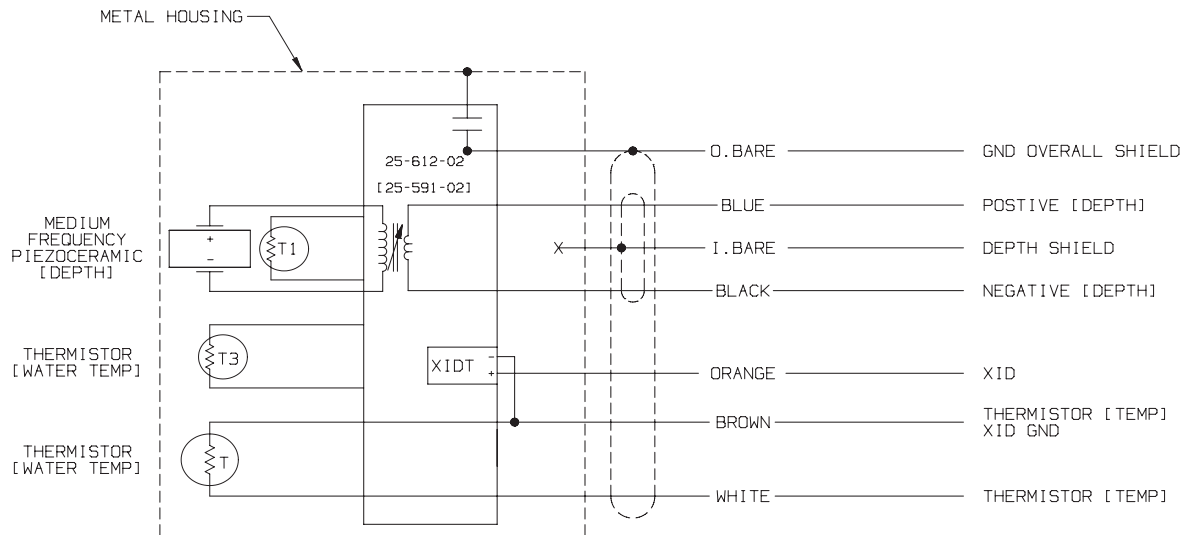 METAL HOUSING
25-612-02
[25-591-02]
O.BARE
GND OVERALL SHIELD
BLUE
POSTIVE [DEPTH]
MEDIUM
FREQUENCY
PIEZOCERAMIC
[DEPTH]
+
-
T1
X
I.BARE
DEPTH SHIELD
BLACK
NEGATIVE [DEPTH]
THERMISTOR
[WATER TEMP]
T3
XIDT
-
+
ORANGE
XID
BROWN
THERMISTOR [TEMP]
XID GND
THERMISTOR
[WATER TEMP]
T
WHITE
THERMISTOR [TEMP]